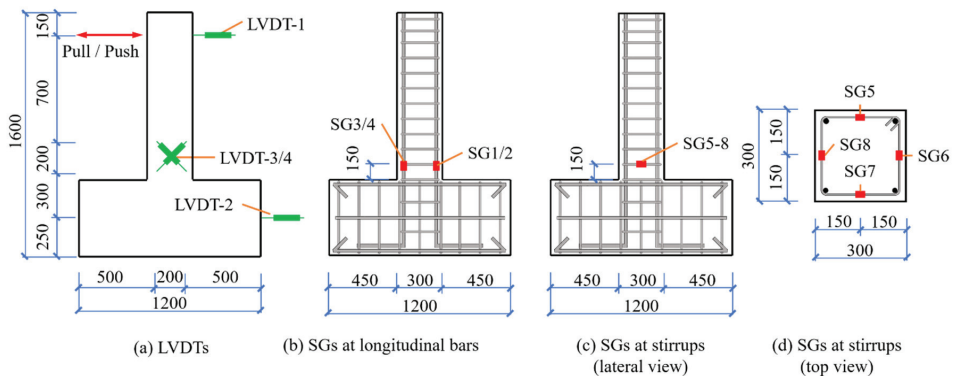 150
150
700
1600
200
300
250
Pull / Push
LVDT-1
LVDT-3/4
LVDT-2
500
200
500
1200
(a) LVDTs
SG3/4
SG1/2
150
450
300
450
1200
(b) SGs at longitudinal bars
150
SG5-8
450
300
450
1200
(c) SGs at stirrups
(lateral view)
SG5
SG8
SG6
SG7
300
150
150
150
150
300
(d) SGs at stirrups
(top view)